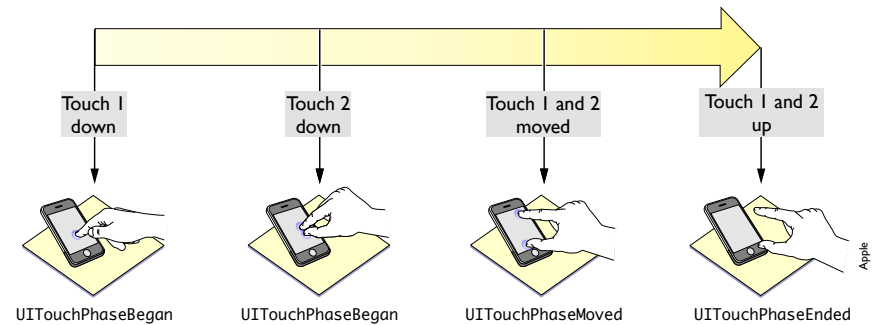 Touch 1
down
Touch 2
down
Touch 1 and 2
moved
Touch 1 and 2
up
UITouchPhaseBegan
UITouchPhaseBegan
UITouchPhaseMoved
UITouchPhaseEnded
Apple